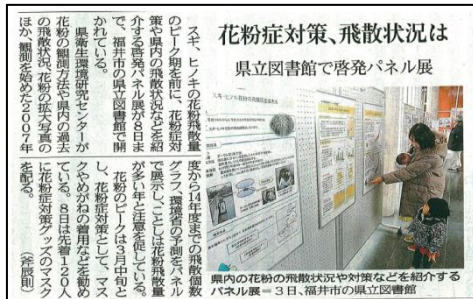 花粉症対策、飛散状況は
県立図書館で啓発パネル展
スギ、ヒノキの花粉飛散量
のピーク期を前に、花粉症対
策や県内の飛散状況などを紹
介する啓発パネル展が8日ま
で、福井市の県立図書館で開
かれている。
県衛生環境研究センターが
花粉の観測方法や県内の過去
の飛散状況、花粉の拡大写真の
ほか、観測を始めた2007年
度から14年度までの飛散個数
グラフ、環境省の予測をパネル
で展示し、ことしは花粉飛散量
が多い年と注意を促している。
花粉のピークは3月中旬と
し、花粉症対策として、マス
クやめがねの着用などを勧め
ている。8日は先着120人
に花粉症対策グッズのマスク
を配る。
県内の花粉の飛散状況や対策などを紹介する
パネル展＝3日、福井市の県立図書館